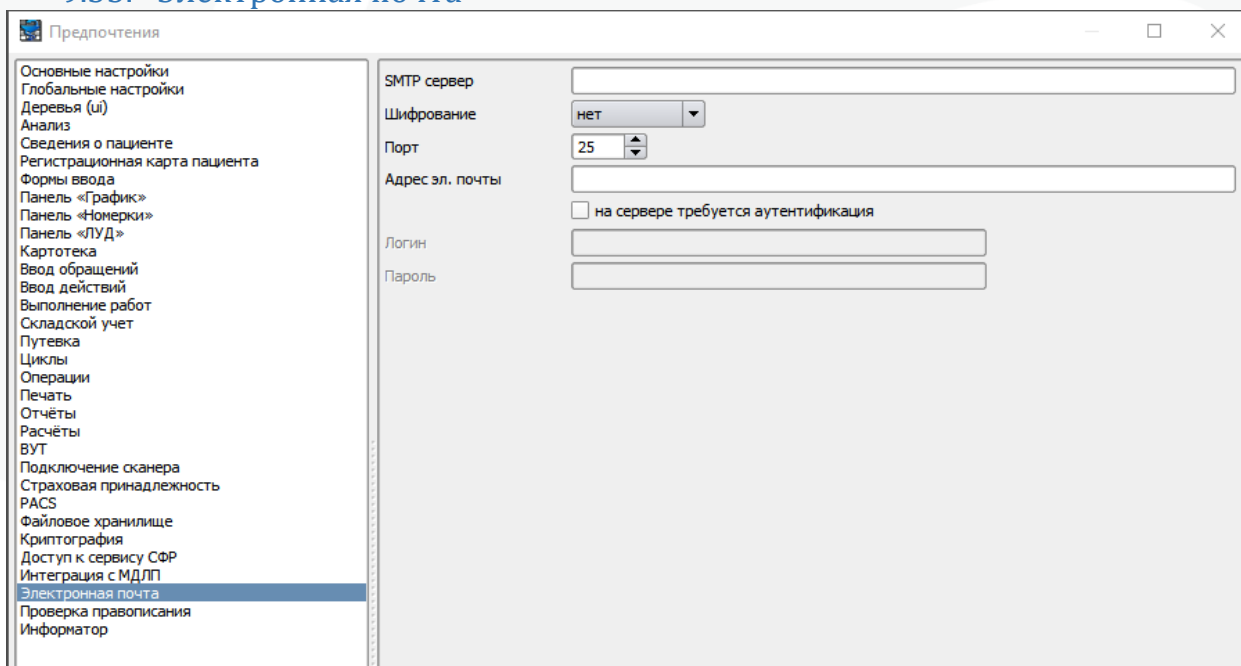 Электронная почта
Предпочтения
Основные настройки
Глобальные настройки
Деревья (ui)
Анализ
Сведения о пациенте
Регистрационная карта пациента
Формы ввода
Панель «График»
Панель «Номерки»
Панель «ЛУД»
Картотека
Ввод обращений
Ввод действий
Выполнение работ
Складской учет
Путевка
Циклы
Операции
Печать
Отчёты
Расчёты
ВУТ
Подключение сканера
Страховая принадлежность
PACS
Файловое хранилище
Криптография
Доступ к сервису СФР
Интеграция с МДЛП
Электронная почта
Проверка правописания
Информатор
SMTP сервер
Шифрование нет
Порт 25
Адрес эл. почты
на сервере требуется аутентификация
Логин
Пароль